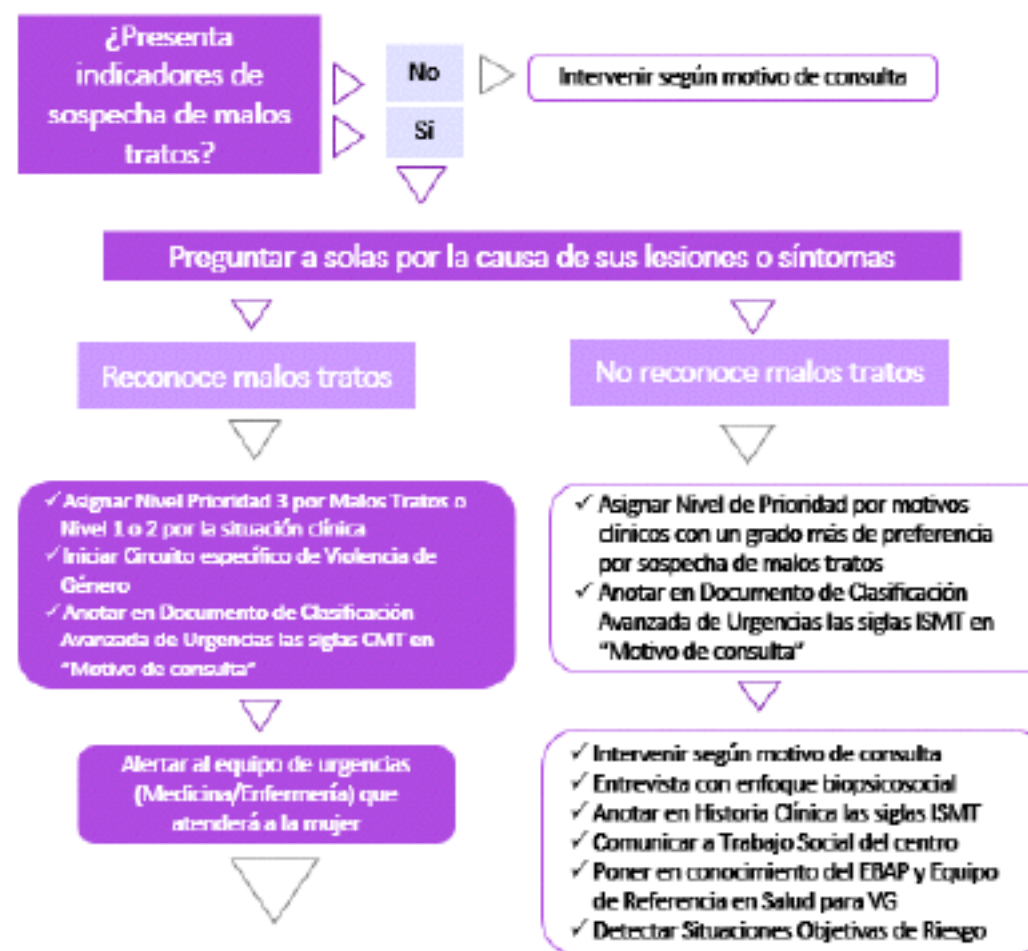 ¿Presenta
indicadores de
sospecha de malos
tratos?
No
Intervenir según motivo de consulta
Sí
Preguntar a solas por la causa de sus lesiones o síntomas
Reconoce malos tratos
✓ Asignar Nivel Prioridad 3 por Malos Tratos o
Nivel 1 o 2 por la situación clínica
✓ Iniciar Circuito específico de Violencia de
Género
✓ Anotar en Documento de Clasificación
Avanzada de Urgencias las siglas CMT en
"Motivo de consulta"
Alertar al equipo de urgencias
(Medicina/Enfermería) que
atenderá a la mujer
No reconoce malos tratos
✓ Asignar Nivel de Prioridad por motivos
clínicos con un grado más de preferencia
por sospecha de malos tratos
✓ Anotar en Documento de Clasificación
Avanzada de Urgencias las siglas ISMT en
"Motivo de consulta"
✓ Intervenir según motivo de consulta
✓ Entrevista con enfoque biopsicosocial
✓ Anotar en Historia Clínica las siglas ISMT
✓ Comunicar a Trabajo Social del centro
✓ Poner en conocimiento del EBAP y Equipo
de Referencia en Salud para VG
✓ Detectar Situaciones Objetivas de Riesgo